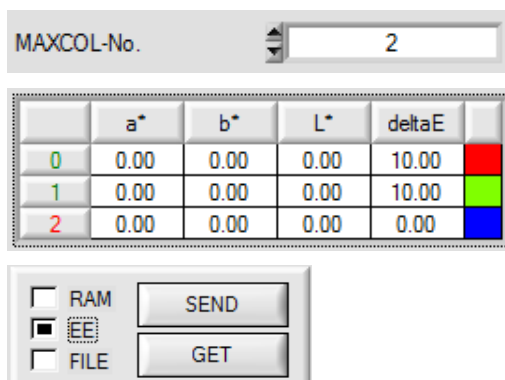 MAXCOL-No. 2
a* b* L* deltaE
0 0.00 0.00 0.00 10.00
1 0.00 0.00 0.00 10.00
2 0.00 0.00 0.00 0.00
RAM SEND
EE
FILE GET